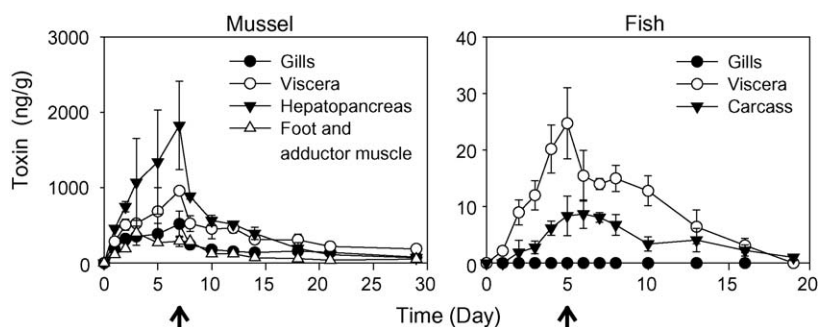 Mussel
3000
2000
1000
0
Toxin (ng/g)
Gills
Viscera
Hepatopancreas
Foot and
adductor muscle
0 5 10 15 20 25 30
Fish
40
30
20
10
0
Gills
Viscera
Carcass
0 5 10 15 20
Time (Day)